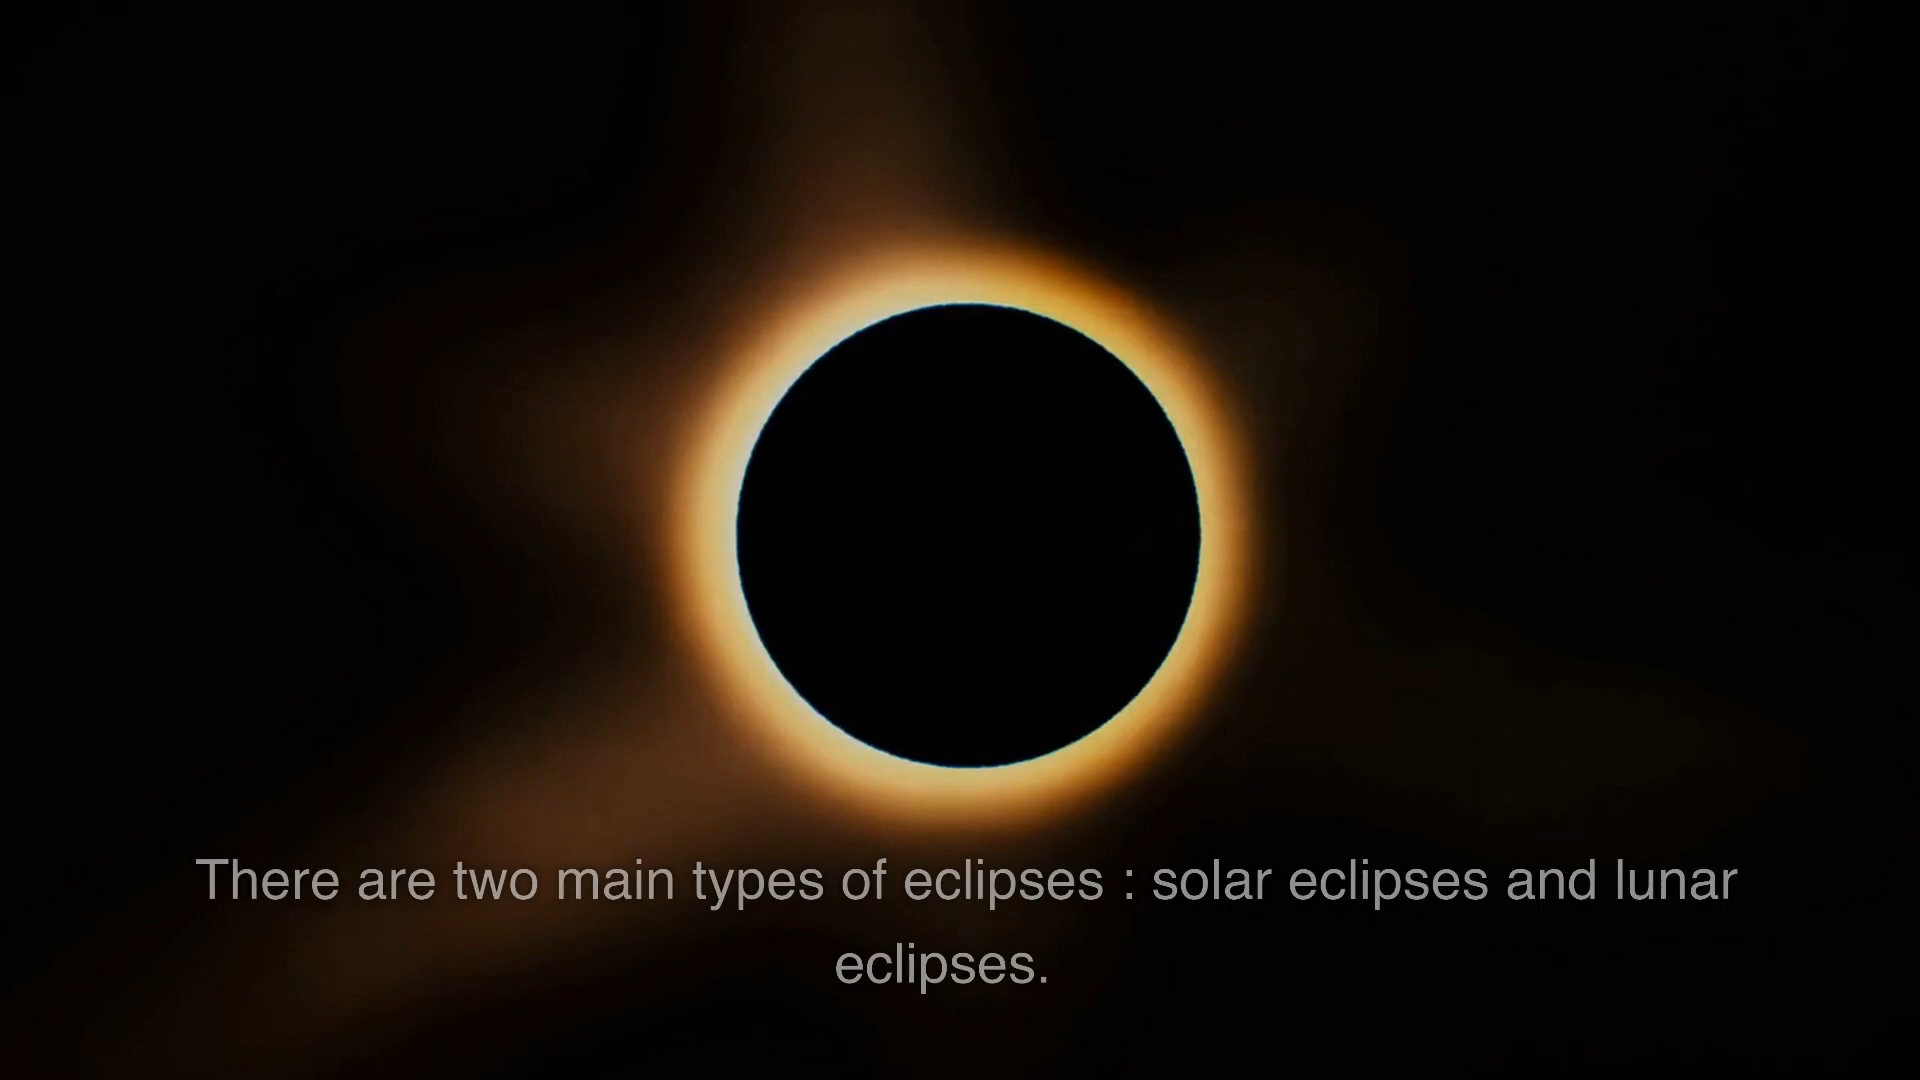 There are two main types of eclipses : solar eclipses and lunar
eclipses.